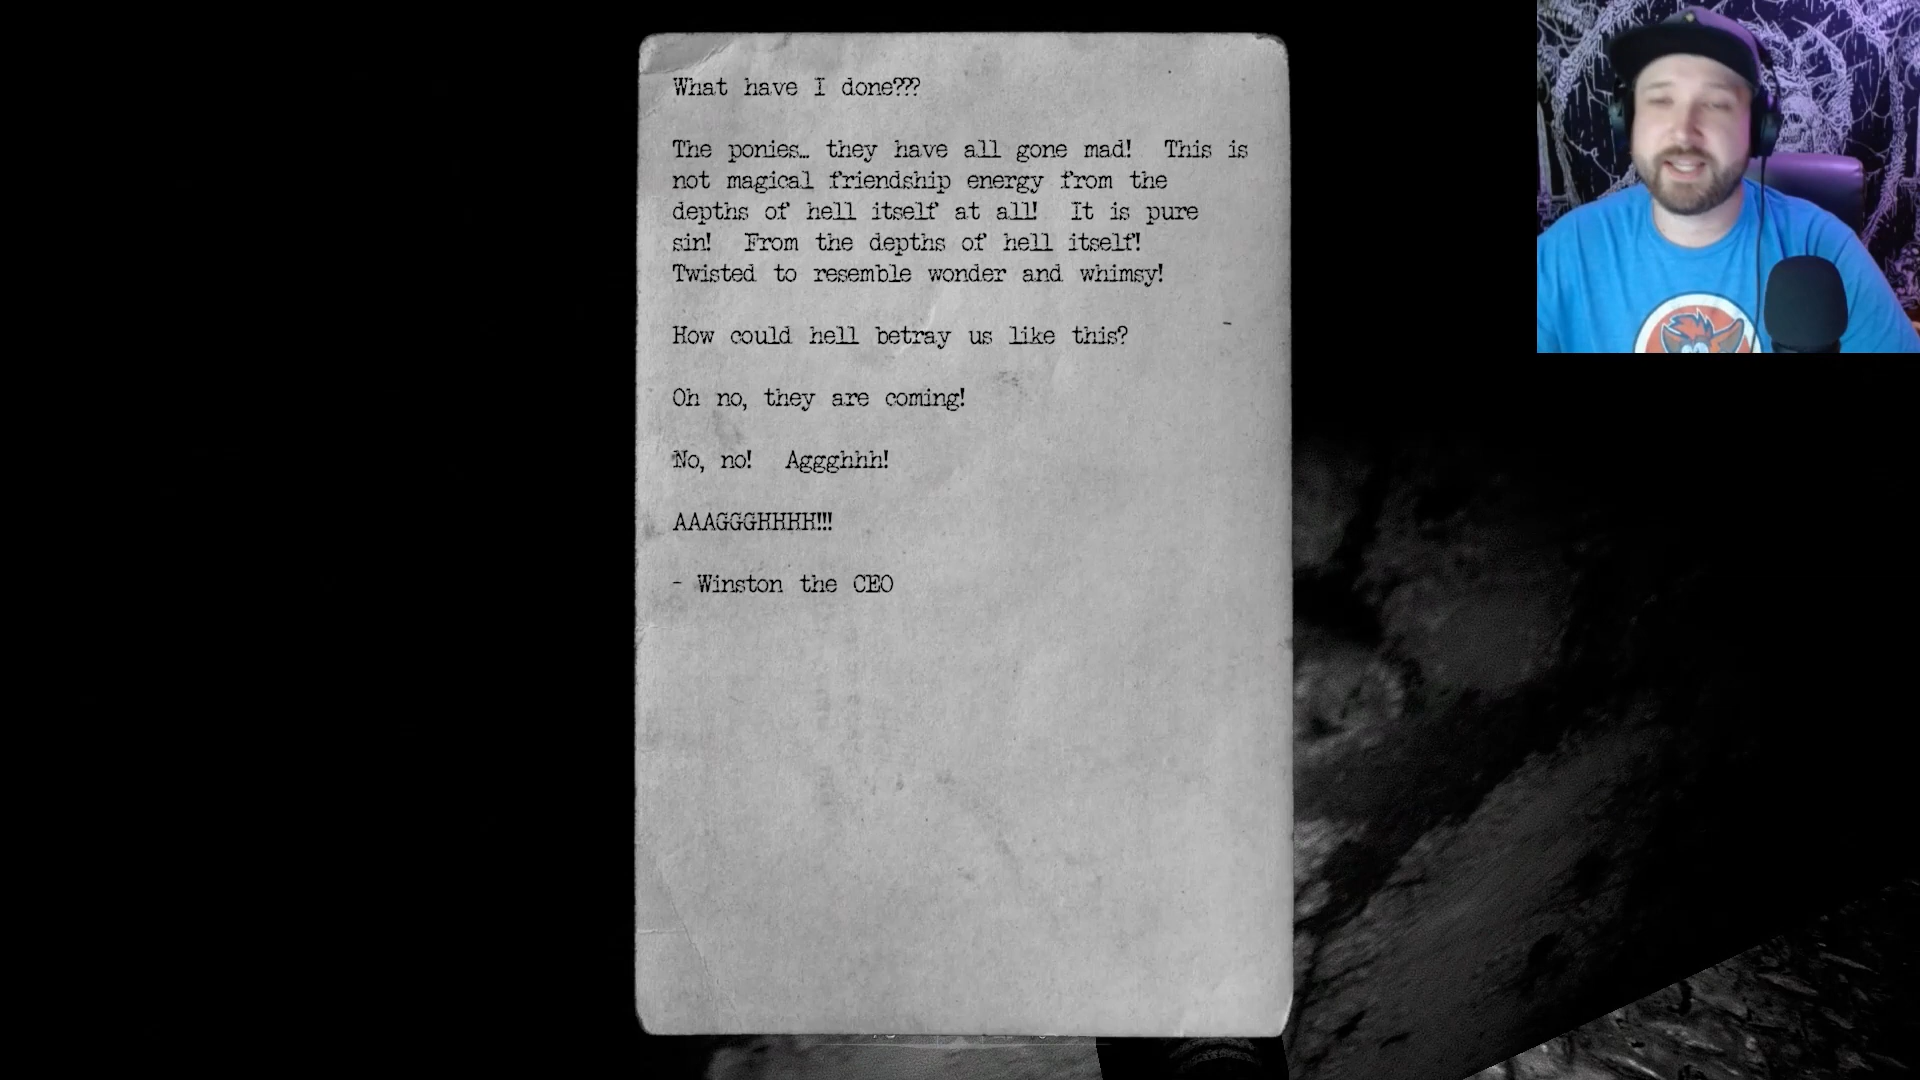 What have I done???
The ponies… they have all gone mad! This is
not magical friendship energy from the
depths of hell itself at all! It is pure
sin! From the depths of hell itself!
Twisted to resemble wonder and whimsy!
How could hell betray us like this?
Oh no, they are coming!
No, no! Aggghhh!
AAAGGGHHHH!!!
- Winston the CEO